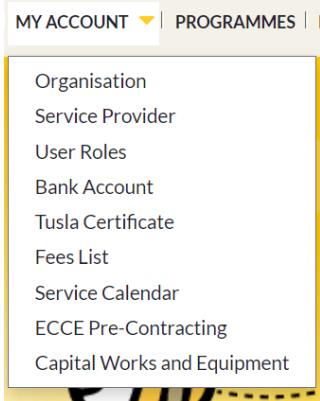 MY ACCOUNT PROGRAMMES
Organisation
Service Provider
User Roles
Bank Account
Tusla Certificate
Fees List
Service Calendar
ECCE Pre-Contracting
Capital Works and Equipment